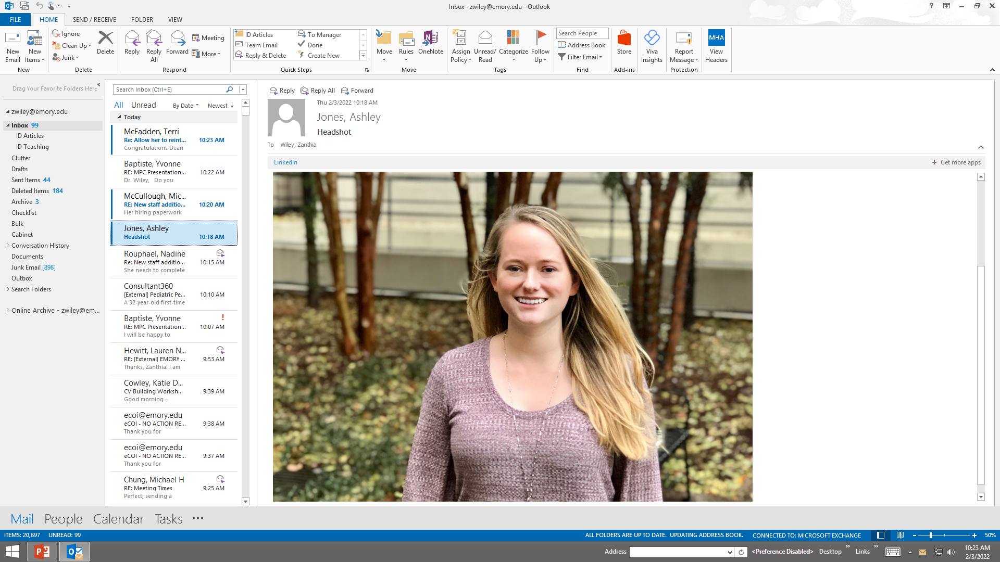 Inbox - zwiley@emory.edu - Outlook
FILE HOME SEND / RECEIVE FOLDER VIEW
New Email
New Items
New
Ignore
Clean Up
Junk
Delete
Delete
Reply
Reply All
Forward
Meeting
More
Respond
ID Articles
Team Email
Reply & Delete
To Manager
Done
Create New
Quick Steps
Move
Rules
OneNote
Move
Assign Policy
Unread/ Read
Categorize
Follow Up
Tags
Search People
Address Book
Filter Email
Find
Store
Add-ins
Viva Insights
Report Message
Protection
MHA
View Headers
Drag Your Favorite Folders Here
zwiley@emory.edu
Inbox 99
ID Articles
ID Teaching
Clutter
Drafts
Sent Items 44
Deleted Items 184
Archive 3
Checklist
Bulk
Cabinet
Conversation History
Documents
Junk Email [898]
Outbox
Search Folders
Online Archive - zwiley@em...
Search Inbox (Ctrl+E)
All Unread By Date Newest
Today
McFadden, Terri
Re: Allow her to reint... 10:23 AM
Congratulations Dean
Baptiste, Yvonne
RE: MPC Presentation... 10:22 AM
Dr. Wiley, Do you
McCullough, Mic...
RE: New staff additio... 10:20 AM
Her hiring paperwork
Jones, Ashley
Headshot 10:18 AM
Rouphael, Nadine
Re: New staff additio... 10:15 AM
She needs to complete
Consultant360
[External] Pediatric Pe... 10:10 AM
A 32-year-old first-time
Baptiste, Yvonne
RE: MPC Presentation... 10:07 AM
I will be happy to
Hewitt, Lauren N...
RE: [External] EMORY ... 9:53 AM
Thanks, Zanthia! I am
Cowley, Katie D...
CV Building Worksh... 9:39 AM
Good morning –
ecoi@emory.edu
eCOI - NO ACTION RE... 9:38 AM
Thank you for
ecoi@emory.edu
eCOI - NO ACTION RE... 9:37 AM
Thank you for
Chung, Michael H
RE: Meeting Times 9:25 AM
Perfect, sending a
Reply Reply All Forward
Thu 2/3/2022 10:18 AM
Jones, Ashley
Headshot
To Wiley, Zanthia
LinkedIn + Get more apps
Mail People Calendar Tasks ...
ITEMS: 20,697 UNREAD: 99 ALL FOLDERS ARE UP TO DATE. UPDATING ADDRESS BOOK. CONNECTED TO: MICROSOFT EXCHANGE 50%
Address <Preference Disabled> Desktop Links
10:23 AM
2/3/2022